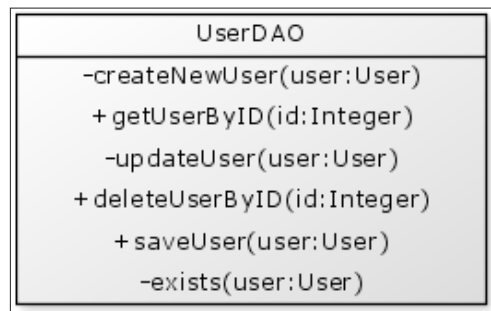 UserDAO
-createNewUser(user:User)
+getUserByID(id:Integer)
-updateUser(user:User)
+deleteUserByID(id:Integer)
+saveUser(user:User)
-exists(user:User)